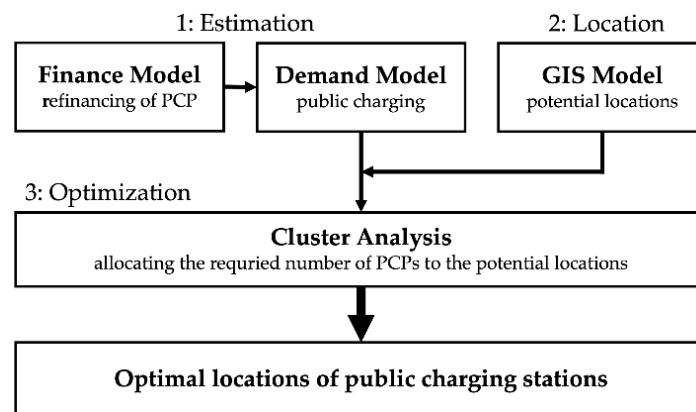 1: Estimation
2: Location
Finance Model
refinancing of PCP
Demand Model
public charging
GIS Model
potential locations
3: Optimization
Cluster Analysis
allocating the requried number of PCPs to the potential locations
Optimal locations of public charging stations